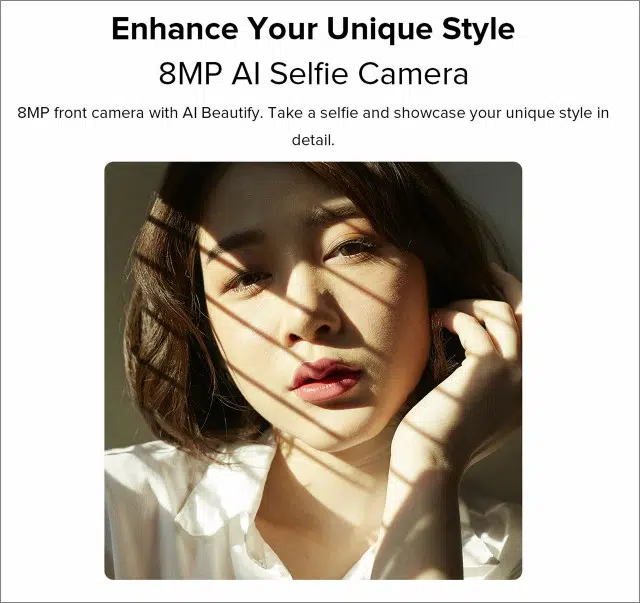 Enhance Your Unique Style
8MP AI Selfie Camera
8MP front camera with AI Beautify. Take a selfie and showcase your unique style in
detail.